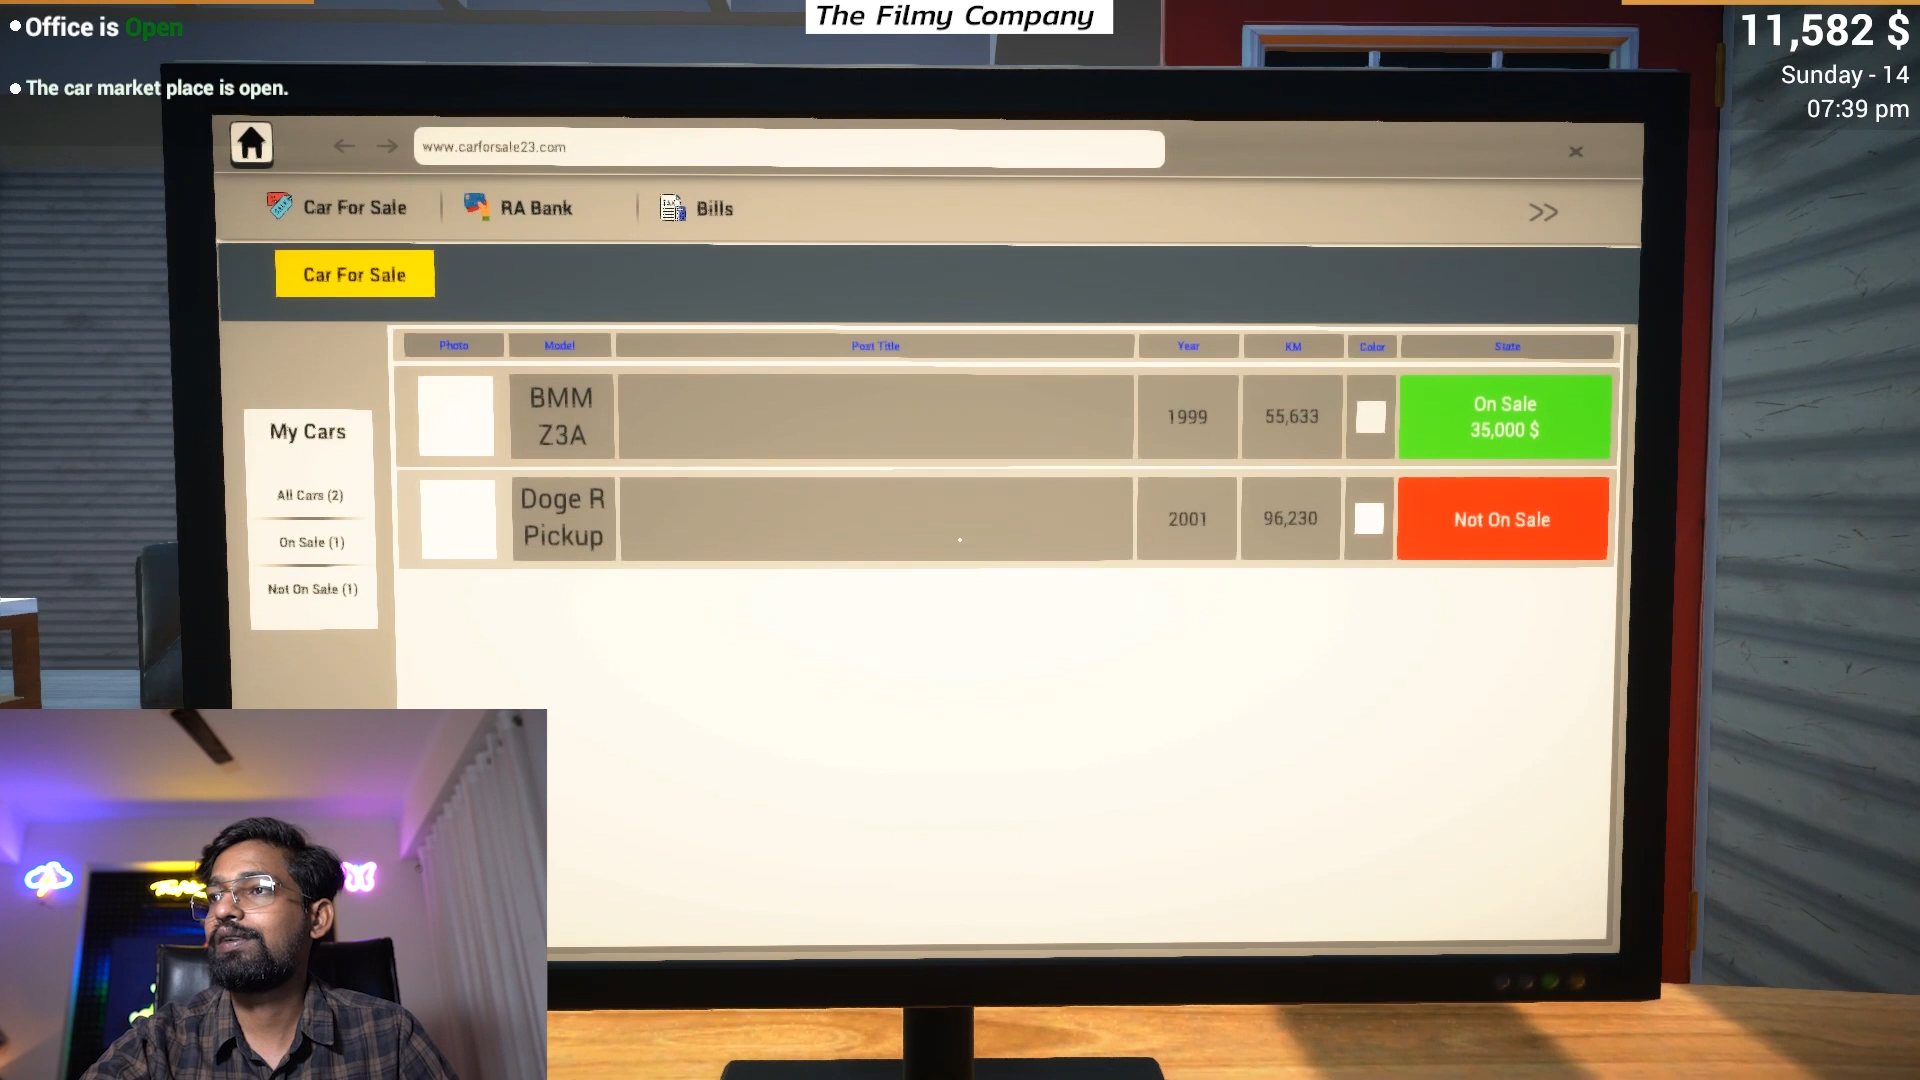 Office is Open
The car market place is open.
The Filmy Company
11,582 $
Sunday - 14
07:39 pm
www.carforsale23.com
Car For Sale
RA Bank
Bills
>>
Car For Sale
Photo Model Post Title Year KM Color State
BMM Z3A 1999 55,633 On Sale 35,000 $
Doge R Pickup 2001 96,230 Not On Sale
My Cars
All Cars (2)
On Sale (1)
Not On Sale (1)